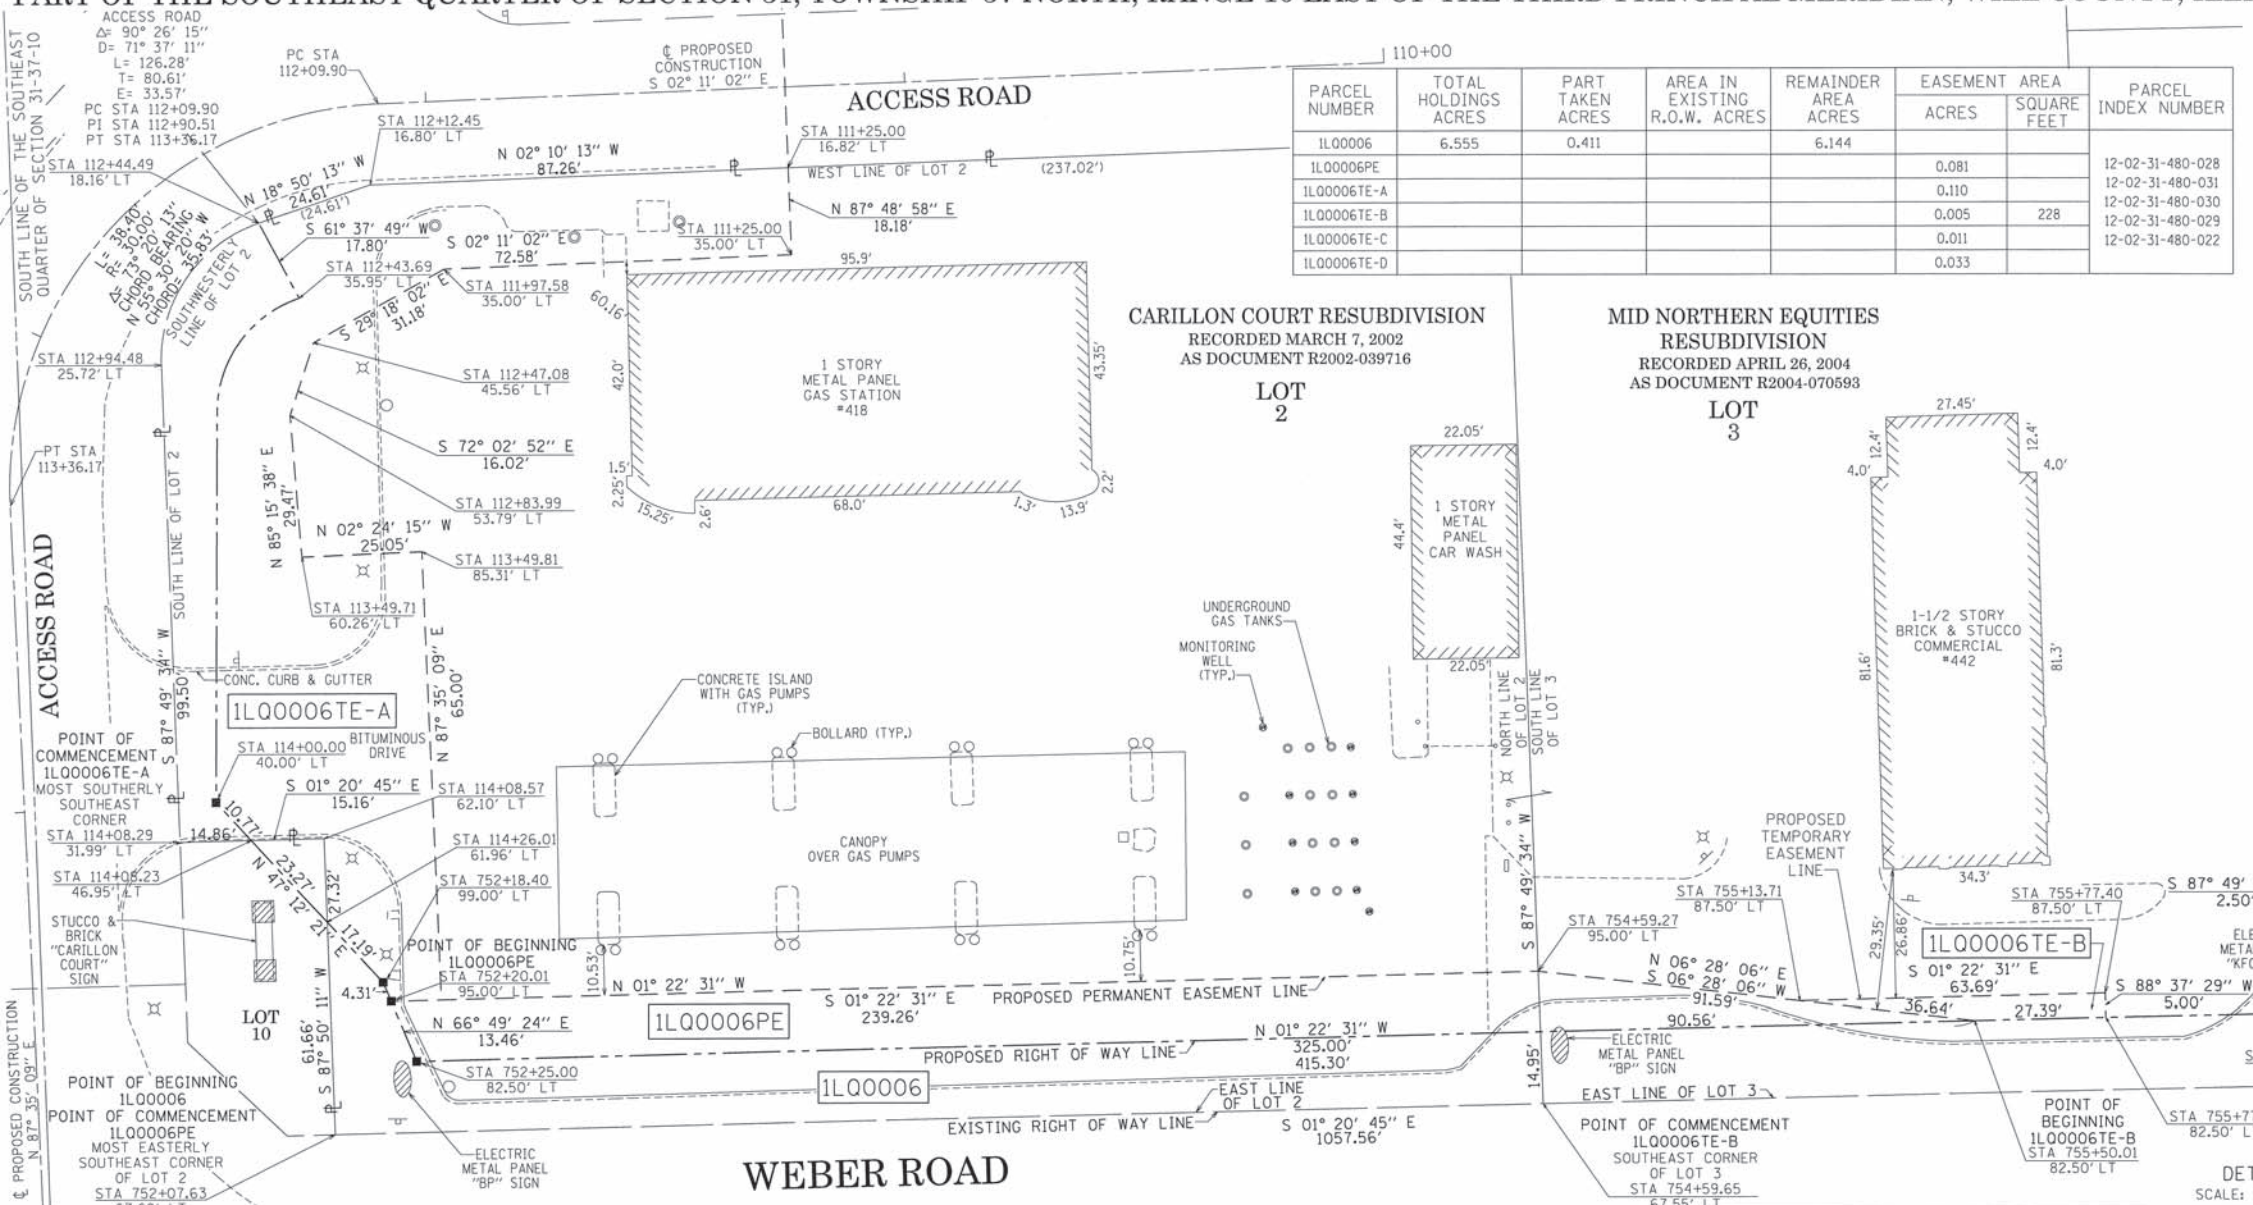 ACCESS ROAD
Δ= 90° 26' 15"
D= 71° 37' 11"
L= 126.28'
T= 80.61'
E= 33.57'
PC STA 112+09.90
PI STA 112+90.51
PT STA 113+36.17
SOUTH LINE OF THE SOUTHEAST
QUARTER OF SECTION 31-37-10
PC STA
112+09.90
℄ PROPOSED
CONSTRUCTION
S 02° 11' 02" E
110+00
ACCESS ROAD
STA 112+12.45
16.80' LT
STA 111+25.00
16.82' LT
STA 112+44.49
18.16' LT
N 18° 50' 13" W
24.61'
(24.61')
N 02° 10' 13" W
87.26'
WEST LINE OF LOT 2
(237.02')
N 87° 48' 58" E
18.18'
L= 38.40'
R= 30.00'
Δ= 73° 20' 13"
CHORD BEARING
N 55° 30' 20" W
CHORD= 35.83'
SOUTHWESTERLY
LINE OF LOT 2
S 61° 37' 49" W
17.80'
S 02° 11' 02" E
72.58'
STA 111+25.00
35.00' LT
STA 112+43.69
35.95' LT
STA 111+97.58
35.00' LT
S 29° 18' 02" E
31.18'
STA 112+94.48
25.72' LT
STA 112+47.08
45.56' LT
S 72° 02' 52" E
16.02'
STA 112+83.99
53.79' LT
PT STA
113+36.17
N 85° 15' 38" E
29.47'
N 02° 24' 15" W
25.05'
STA 113+49.81
85.31' LT
STA 113+49.71
60.26' LT
SOUTH LINE OF LOT 2
S 87° 49' 34" W
99.50'
N 87° 35' 09" E
65.00'
ACCESS ROAD
CONC. CURB & GUTTER
1LQ0006TE-A
BITUMINOUS
DRIVE
POINT OF
COMMENCEMENT
1LQ0006TE-A
MOST SOUTHERLY
SOUTHEAST
CORNER
STA 114+08.29
31.99' LT
STA 114+00.00
40.00' LT
S 01° 20' 45" E
15.16'
STA 114+08.57
62.10' LT
STA 114+26.01
61.96' LT
STA 752+18.40
99.00' LT
10.77'
14.86'
23.27'
N 47° 12' 21" E
27.32'
17.19'
STA 114+08.23
46.95' LT
STUCCO &
BRICK
"CARILLON
COURT"
SIGN
LOT
10
61.66'
S 87° 50' 11" W
4.31'
POINT OF BEGINNING
1LQ0006PE
STA 752+20.01
95.00' LT
N 66° 49' 24" E
13.46'
STA 752+25.00
82.50' LT
℄ PROPOSED CONSTRUCTION
N 87° 35' 09" E
POINT OF BEGINNING
1LQ0006
POINT OF COMMENCEMENT
1LQ0006PE
MOST EASTERLY
SOUTHEAST CORNER
OF LOT 2
STA 752+07.63
ELECTRIC
METAL PANEL
"BP" SIGN
95.9'
60.16'
42.0'
43.35'
1 STORY
METAL PANEL
GAS STATION
#418
1.5'
2.25'
15.25'
2.6'
68.0'
1.3'
13.9'
2.2'
CONCRETE ISLAND
WITH GAS PUMPS
(TYP.)
BOLLARD (TYP.)
CANOPY
OVER GAS PUMPS
10.53'
10.75'
UNDERGROUND
GAS TANKS
MONITORING
WELL
(TYP.)
N 01° 22' 31" W
S 01° 22' 31" E
239.26'
PROPOSED PERMANENT EASEMENT LINE
1LQ0006PE
PROPOSED RIGHT OF WAY LINE
N 01° 22' 31" W
325.00'
415.30'
1LQ0006
EAST LINE
OF LOT 2
EXISTING RIGHT OF WAY LINE
S 01° 20' 45" E
1057.56'
WEBER ROAD
PARCEL NUMBER TOTAL HOLDINGS ACRES PART TAKEN ACRES AREA IN EXISTING R.O.W. ACRES REMAINDER AREA ACRES EASEMENT AREA ACRES SQUARE FEET PARCEL INDEX NUMBER
1L00006 6.555 0.411 6.144
1L00006PE 0.081 12-02-31-480-028
1LQ0006TE-A 0.110 12-02-31-480-031
12-02-31-480-030
1LQ0006TE-B 0.005 228 12-02-31-480-029
1LQ0006TE-C 0.011 12-02-31-480-022
1LQ0006TE-D 0.033
CARILLON COURT RESUBDIVISION
RECORDED MARCH 7, 2002
AS DOCUMENT R2002-039716
LOT
2
MID NORTHERN EQUITIES
RESUBDIVISION
RECORDED APRIL 26, 2004
AS DOCUMENT R2004-070593
LOT
3
22.05'
44.4'
1 STORY
METAL
PANEL
CAR WASH
22.05'
NORTH LINE
OF LOT 2
SOUTH LINE
OF LOT 3
S 87° 49' 34" W
14.95'
27.45'
12.4'
12.4'
4.0'
4.0'
1-1/2 STORY
BRICK & STUCCO
COMMERCIAL
#442
81.6'
81.3'
34.3'
29.35'
26.86'
PROPOSED
TEMPORARY
EASEMENT
LINE
STA 754+59.27
95.00' LT
STA 755+13.71
87.50' LT
STA 755+77.40
87.50' LT
S 87° 49'
2.50'
1LQ0006TE-B
N 06° 28' 06" E
S 06° 28' 06" W
91.59'
90.56'
S 01° 22' 31" E
63.69'
36.64'
27.39'
S 88° 37' 29" W
5.00'
ELECTRIC
METAL PANEL
"BP" SIGN
EAST LINE OF LOT 3
POINT OF COMMENCEMENT
1LQ0006TE-B
SOUTHEAST CORNER
OF LOT 3
STA 754+59.65
67.55' LT
POINT OF
BEGINNING
1LQ0006TE-B
STA 755+50.01
82.50' LT
82.50'
SCALE: